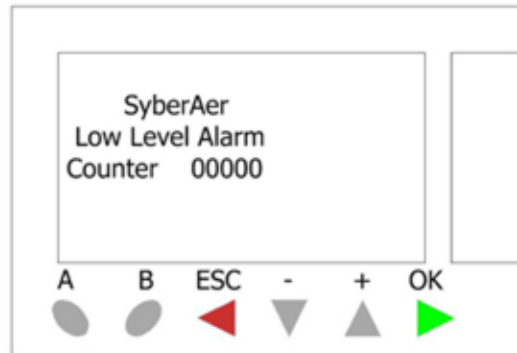 SyberAer
Low Level Alarm
Counter 00000
A B ESC - + OK